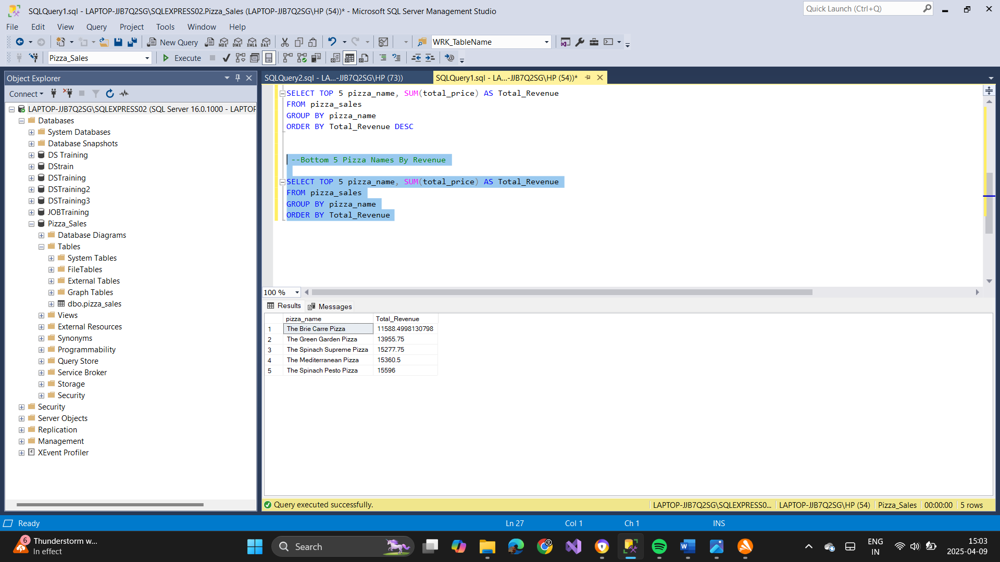 SQLQuery1.sql - LAPTOP-JJB7Q2SG\SQLEXPRESS02.Pizza_Sales (LAPTOP-JJB7Q2SG\HP (54))* - Microsoft SQL Server Management Studio
Quick Launch (Ctrl+Q)
File Edit View Query Project Tools Window Help
New Query MDX DMX XMLA DAX WRK_TableName
Pizza_Sales Execute
Object Explorer
SQLQuery2.sql - LA...-JJB7Q2SG\HP (73)) SQLQuery1.sql - LA...-JJB7Q2SG\HP (54))*
Connect
LAPTOP-JJB7Q2SG\SQLEXPRESS02 (SQL Server 16.0.1000 - LAPTOP
Databases
System Databases
Database Snapshots
DS Training
DStrain
DSTraining
DSTraining2
DSTraining3
JOBTraining
Pizza_Sales
Database Diagrams
Tables
System Tables
FileTables
External Tables
Graph Tables
dbo.pizza_sales
Views
External Resources
Synonyms
Programmability
Query Store
Service Broker
Storage
Security
Security
Server Objects
Replication
Management
XEvent Profiler
SELECT TOP 5 pizza_name, SUM(total_price) AS Total_Revenue
FROM pizza_sales
GROUP BY pizza_name
ORDER BY Total_Revenue DESC
--Bottom 5 Pizza Names By Revenue
SELECT TOP 5 pizza_name, SUM(total_price) AS Total_Revenue
FROM pizza_sales
GROUP BY pizza_name
ORDER BY Total_Revenue
100 %
Results Messages
pizza_name Total_Revenue
1 The Brie Carre Pizza 11588.4998130798
2 The Green Garden Pizza 13955.75
3 The Spinach Supreme Pizza 15277.75
4 The Mediterranean Pizza 15360.5
5 The Spinach Pesto Pizza 15596
Query executed successfully. LAPTOP-JJB7Q2SG\SQLEXPRESS0... LAPTOP-JJB7Q2SG\HP (54) Pizza_Sales 00:00:00 5 rows
Ready Ln 27 Col 1 Ch 1 INS
6 Thunderstorm w...
In effect
Search
ENG
IN
15:03
2025-04-09